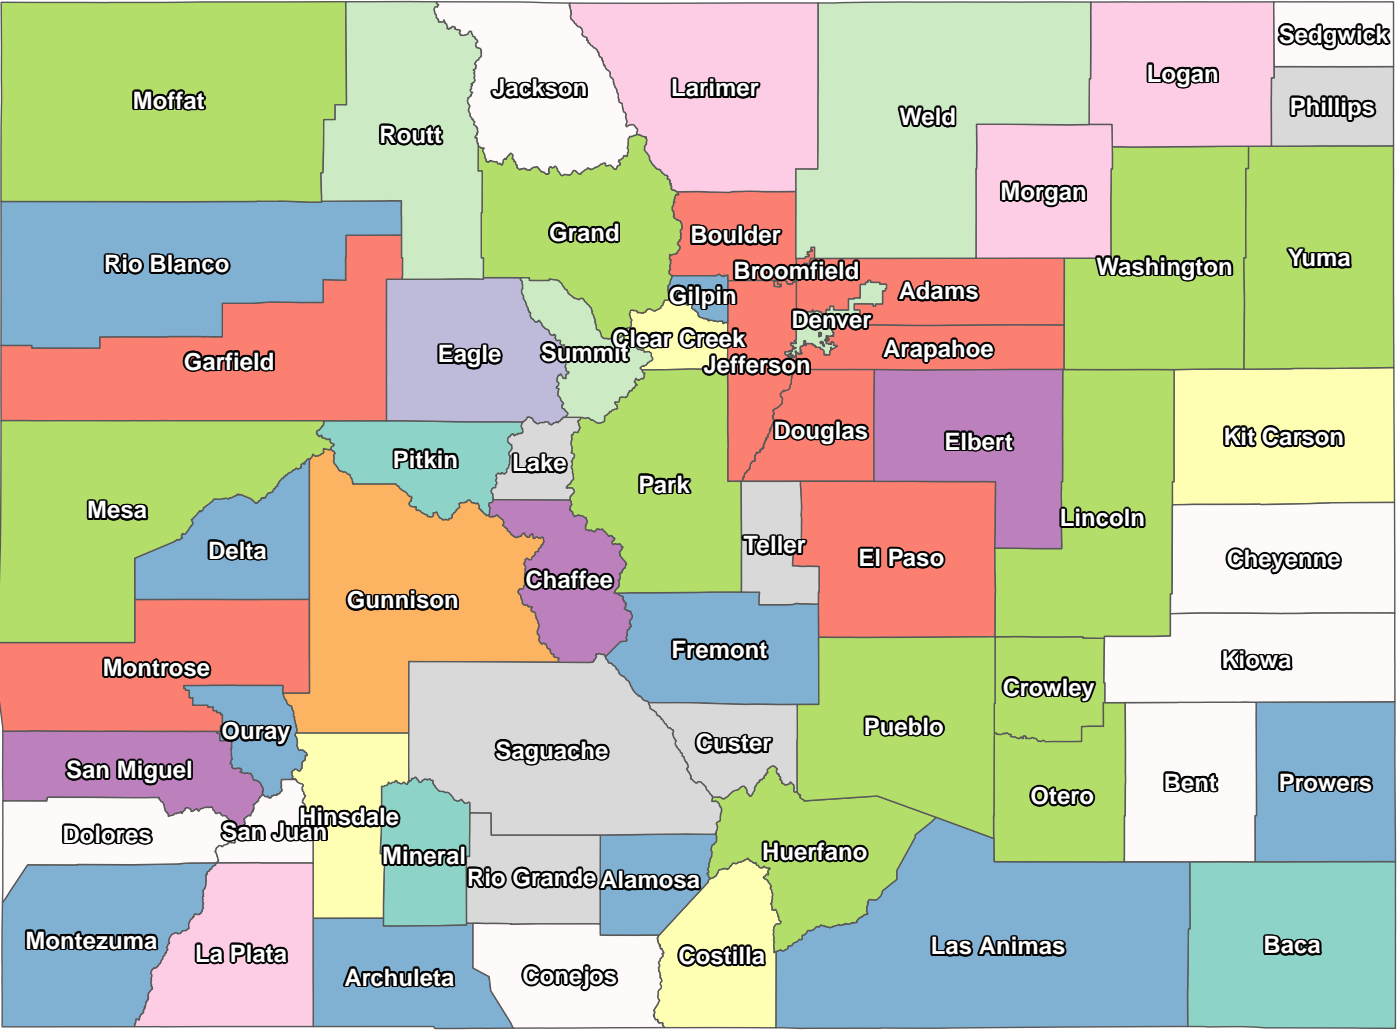 Sedgwick
Logan
Jackson
Larimer
Moffat
Phillips
Weld
Routt
Morgan
Grand
Boulder
Yuma
Rio Blanco
Washington
Broomfield
Adams
Gilpin
Denver
Clear Creek
Arapahoe
Eagle
Summit
Garfield
Jefferson
Douglas
Kit Carson
Elbert
Pitkin
Lake
Park
Mesa
Lincoln
Delta
Teller
El Paso
Cheyenne
Chaffee
Gunnison
Fremont
Kiowa
Montrose
Crowley
Pueblo
Ouray
Custer
Saguache
San Miguel
Bent
Prowers
Otero
Hinsdale
San Juan
Dolores
Huerfano
Mineral
Rio Grande
Alamosa
Montezuma
Las Animas
Baca
La Plata
Costilla
Conejos
Archuleta